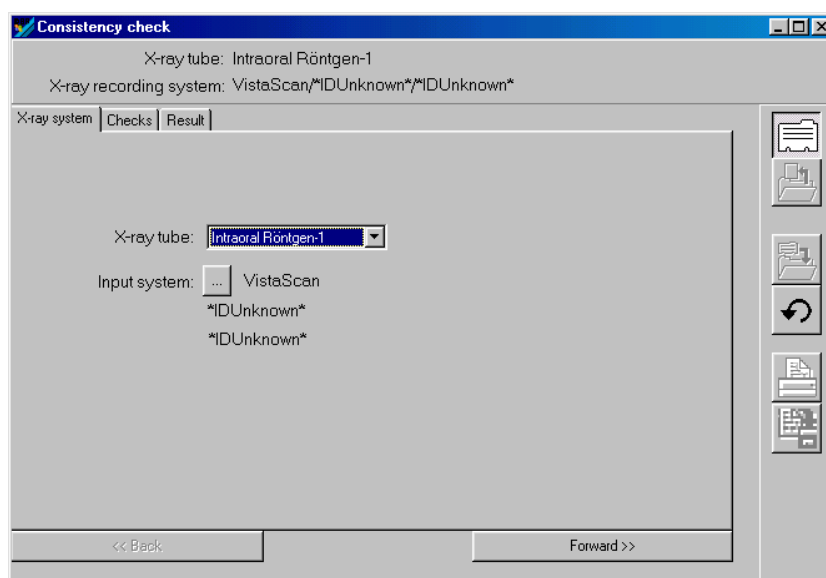 Consistency check
X-ray tube: Intraoral Röntgen-1
X-ray recording system: VistaScan/*IDUnknown*/*IDUnknown*
X-ray system Checks Result
X-ray tube: Intraoral Röntgen-1
Input system: ... VistaScan
*IDUnknown*
*IDUnknown*
<< Back Forward >>